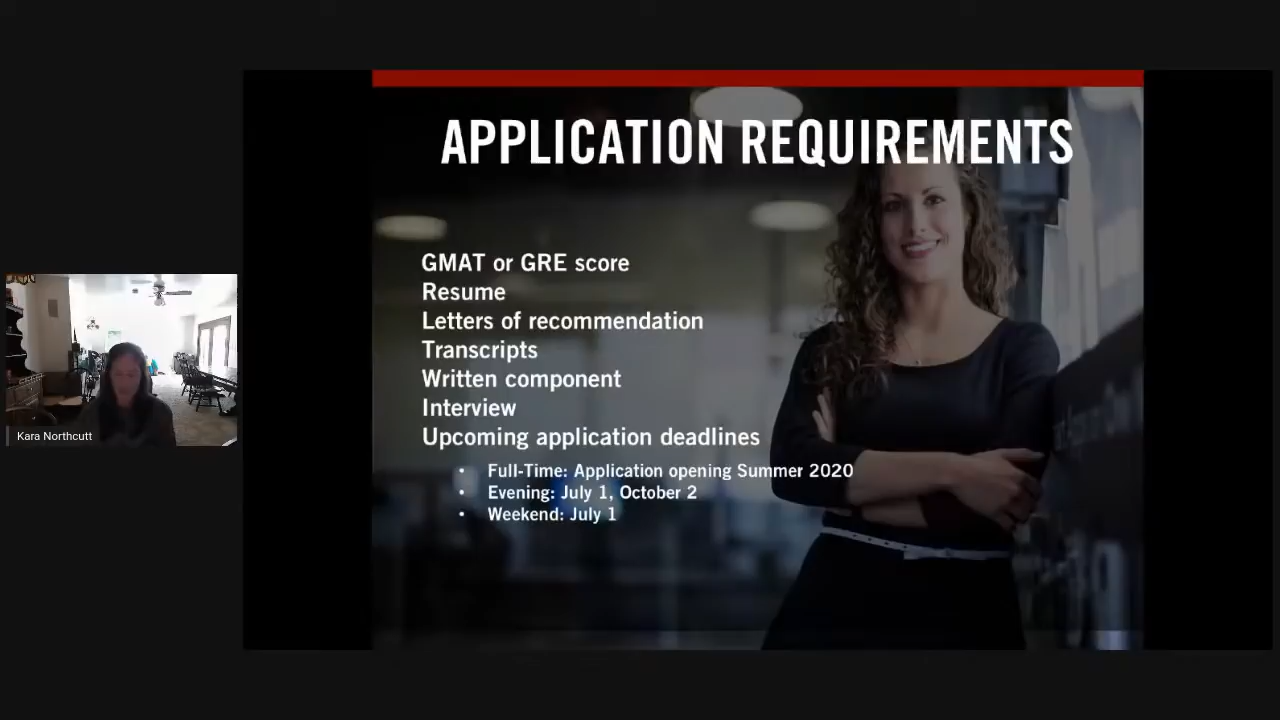 APPLICATION REQUIREMENTS
GMAT or GRE score
Resume
Letters of recommendation
Transcripts
Written component
Interview
Upcoming application deadlines
• Full-Time: Application opening Summer 2020
• Evening: July 1, October 2
• Weekend: July 1
Kara Northcutt